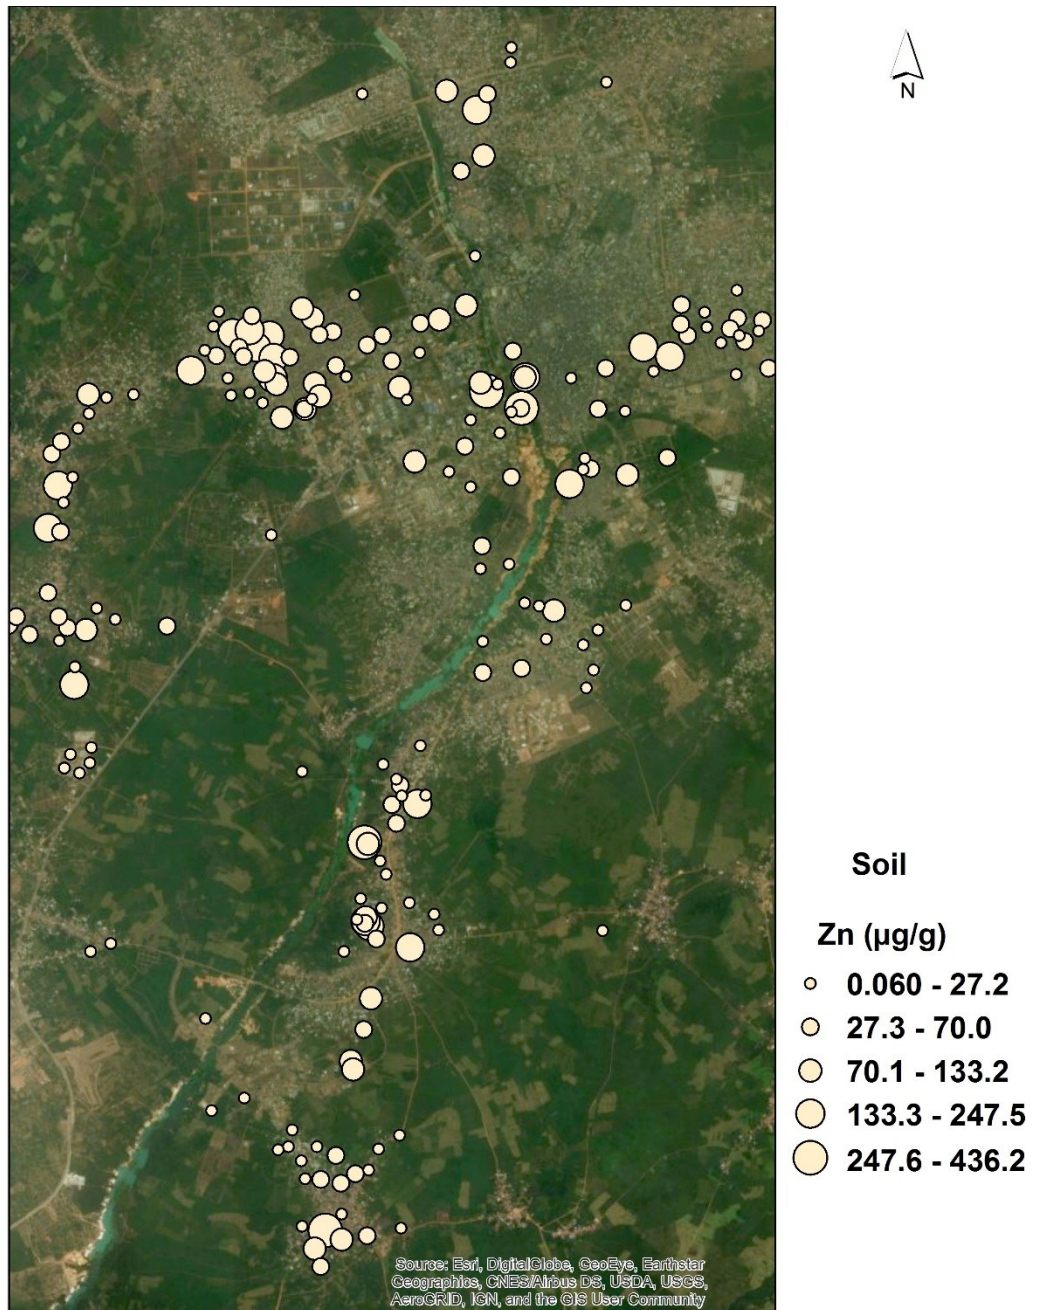 N
Soil
Zn (µg/g)
0.060 - 27.2
27.3 - 70.0
70.1 - 133.2
133.3 - 247.5
247.6 - 436.2
Source: Esri, DigitalGlobe, GeoEye, Earthstar
Geographics, CNES/Airbus DS, USDA, USGS,
AeroGRID, IGN, and the GIS User Community